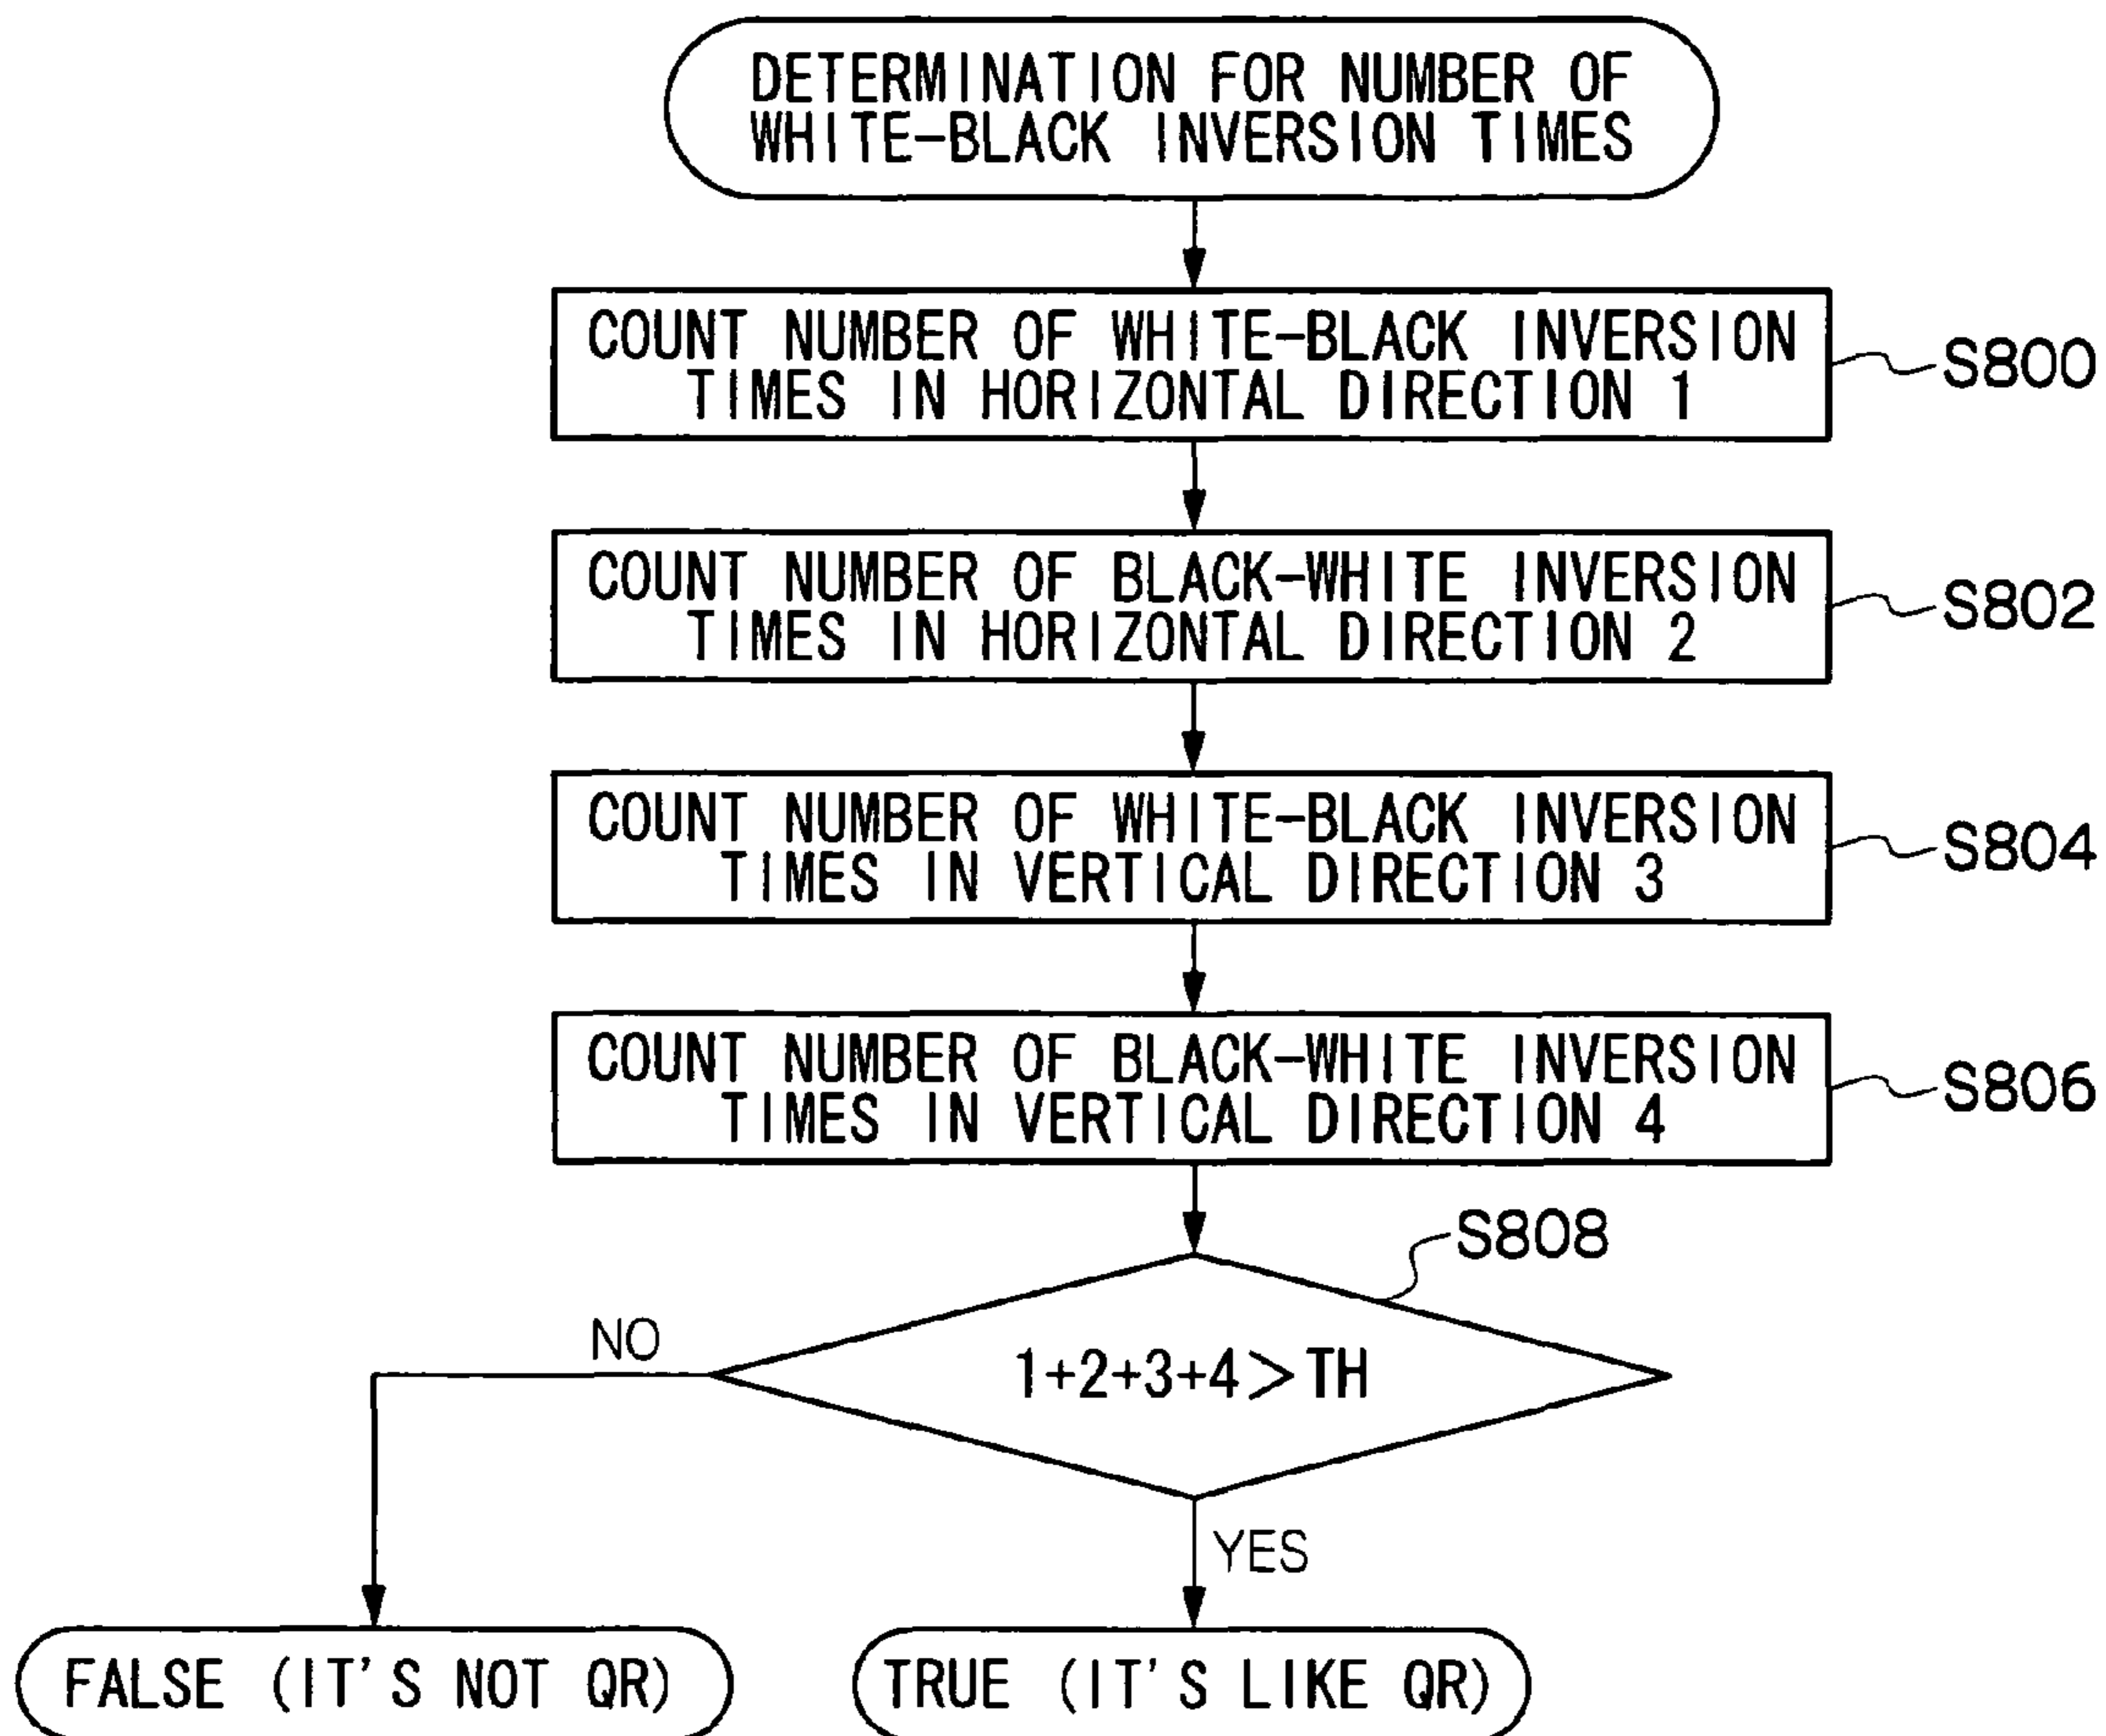 DETERMINATION FOR NUMBER OF
WHITE-BLACK INVERSION TIMES
COUNT NUMBER OF WHITE-BLACK INVERSION
TIMES IN HORIZONTAL DIRECTION 1
S800
COUNT NUMBER OF BLACK-WHITE INVERSION
TIMES IN HORIZONTAL DIRECTION 2
S802
COUNT NUMBER OF WHITE-BLACK INVERSION
TIMES IN VERTICAL DIRECTION 3
S804
COUNT NUMBER OF BLACK-WHITE INVERSION
TIMES IN VERTICAL DIRECTION 4
S806
S808
NO
1+2+3+4>TH
YES
FALSE (IT'S NOT QR)
TRUE (IT'S LIKE QR)